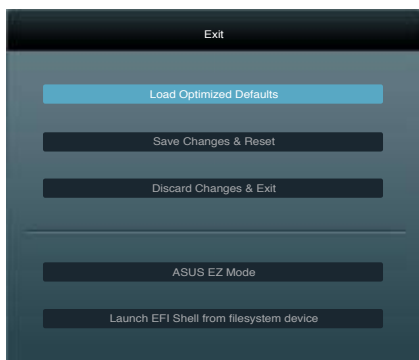 Exit
Load Optimized Defaults
Save Changes & Reset
Discard Changes & Exit
ASUS EZ Mode
Launch EFI Shell from filesystem device